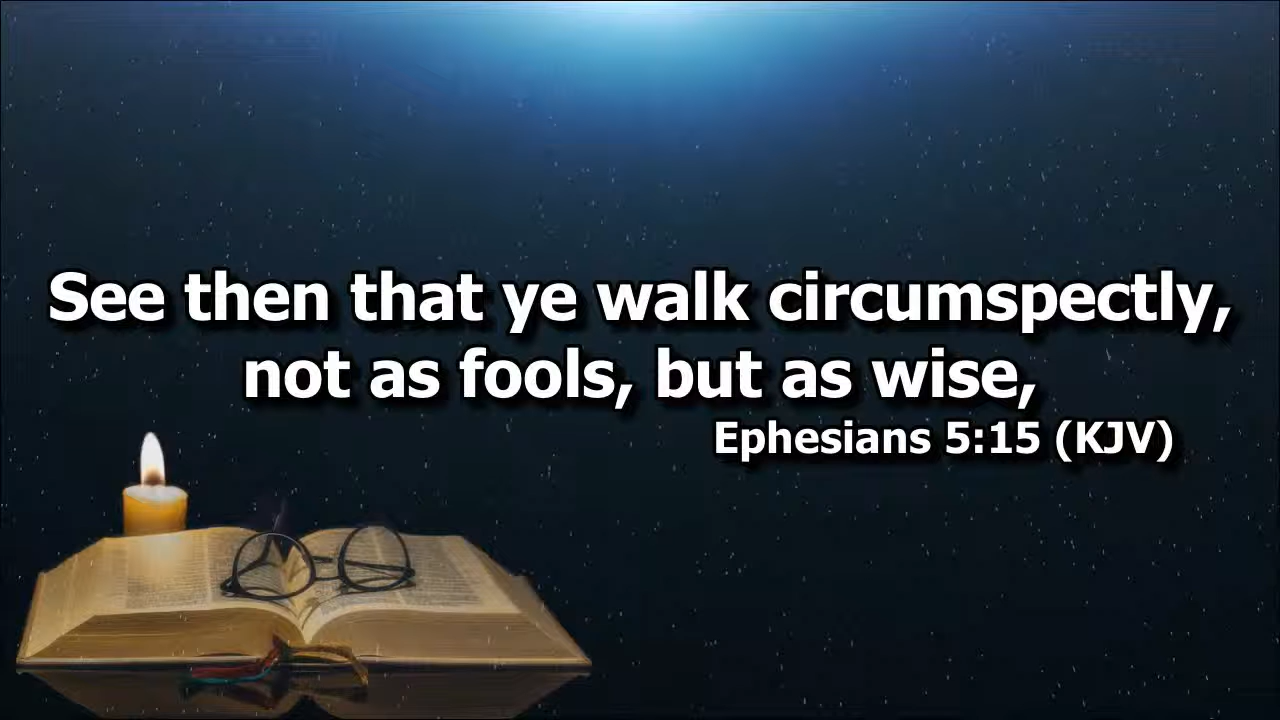 See then that ye walk circumspectly,
not as fools, but as wise,
Ephesians 5:15 (KJV)